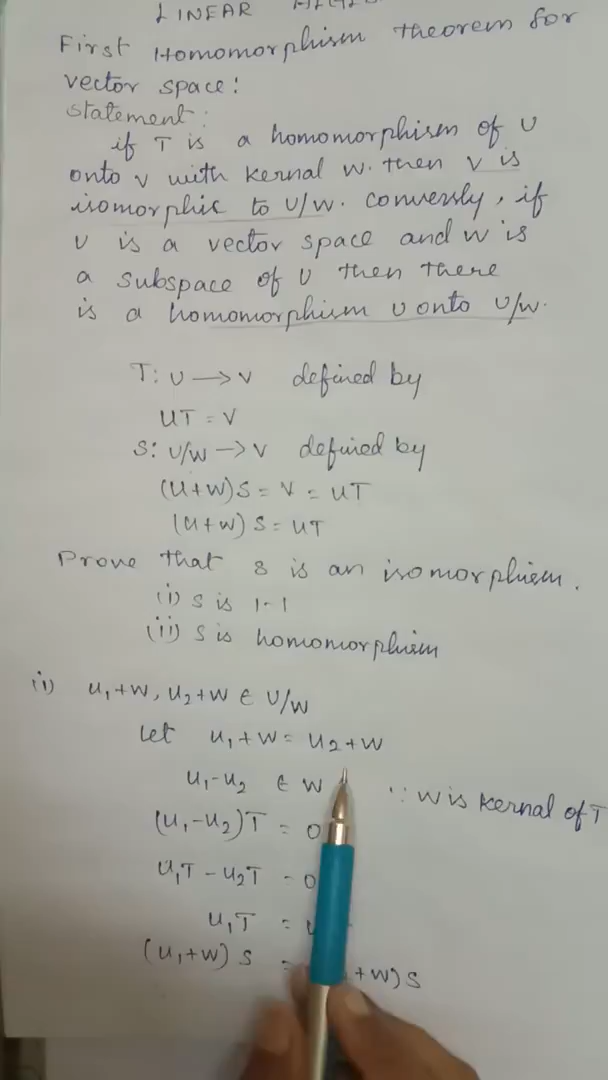 LINEAR
First Homomorphism theorem for
vector space:
Statement:
if T is a homomorphism of U
onto V with kernal W. then V is
isomorphic to U/W. conversly, if
U is a vector space and W is
a subspace of U then there
is a homomorphism U onto U/W.
T: U → V defined by
UT = V
S: U/W → V defined by
(U+W)S = V = UT
(U+W) S = UT
Prove that S is an isomorphism.
(i) S is 1-1
(ii) S is homomorphism
(i) u₁+W, u₂+W ∈ U/W
Let u₁+W = u₂+W
u₁-u₂ ∈ W ∵ W is kernal of T
(u₁-u₂)T = 0
u₁T - u₂T = 0
u₁T =
(u₁+W) S = +W)S